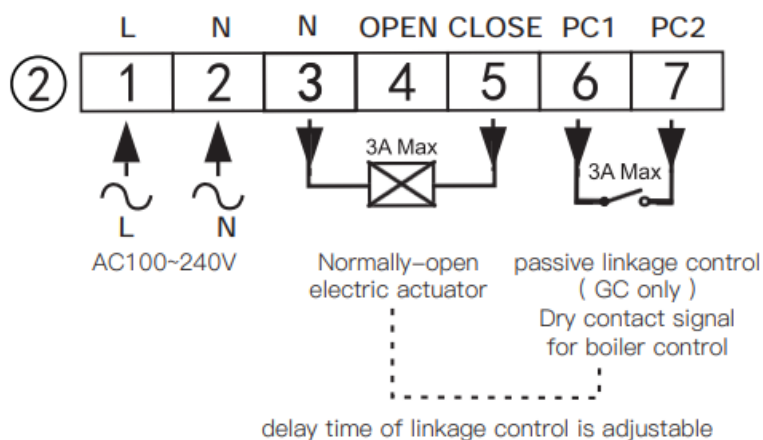 L N N OPEN CLOSE PC1 PC2
② 1 2 3 4 5 6 7
3A Max
3A Max
L N
AC100~240V
Normally-open
electric actuator
passive linkage control
( GC only )
Dry contact signal
for boiler control
delay time of linkage control is adjustable